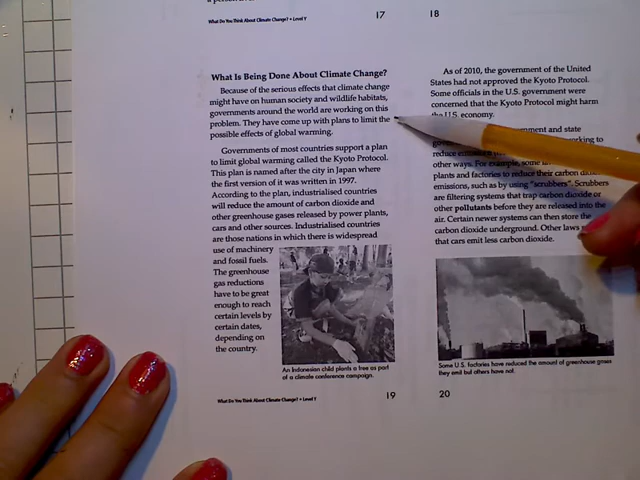 What Do You Think About Climate Change? • Level Y
17
18
What Is Being Done About Climate Change?
Because of the serious effects that climate change
might have on human society and wildlife habitats,
governments around the world are working on this
problem. They have come up with plans to limit the
possible effects of global warming.
Governments of most countries support a plan
to limit global warming called the Kyoto Protocol.
This plan is named after the city in Japan where
the first version of it was written in 1997.
According to the plan, industrialised countries
will reduce the amount of carbon dioxide and
other greenhouse gases released by power plants,
cars and other sources. Industrialised countries
are those nations in which there is widespread
use of machinery
and fossil fuels.
The greenhouse
gas reductions
have to be great
enough to reach
certain levels by
certain dates,
depending on
the country.
An Indonesian child plants a tree as part
of a climate conference campaign.
What Do You Think About Climate Change? • Level Y
19
As of 2010, the government of the United
States had not approved the Kyoto Protocol.
Some officials in the U.S. government were
concerned that the Kyoto Protocol might harm
the U.S. economy.
and state
to
reduce
other ways. For example, some
plants and factories to reduce their carbon
emissions, such as by using "scrubbers". Scrubbers
are filtering systems that trap carbon dioxide or
other pollutants before they are released into the
air. Certain newer systems can then store the
carbon dioxide underground. Other laws
that cars emit less carbon dioxide.
Some U.S. factories have reduced the amount of greenhouse gases
they emit but others have not.
20